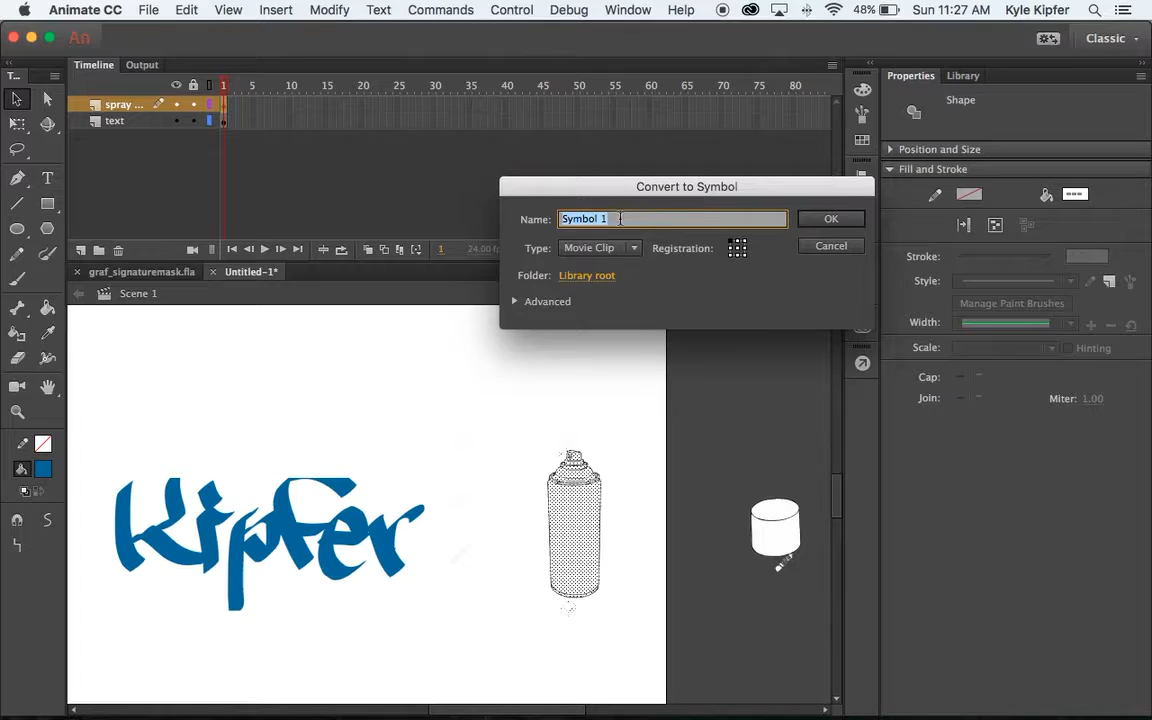 Animate CC File Edit View Insert Modify Text Commands Control Debug Window Help 48% Sun 11:27 AM Kyle Kipfer
An Classic
Timeline Output
T... Properties Library
1 5 10 15 20 25 30 35 40 45 50 55 60 65 70 75 80
Shape
spray ...
text
Position and Size
Fill and Stroke
Convert to Symbol
Name: Symbol 1 OK
Type: Movie Clip Registration: Cancel
Folder: Library root
Advanced
1 24.00
Stroke:
Style:
Manage Paint Brushes
Width:
Scale: Hinting
Cap:
Join: Miter: 1.00
graf_signaturemask.fla Untitled-1*
Scene 1
Kipfer